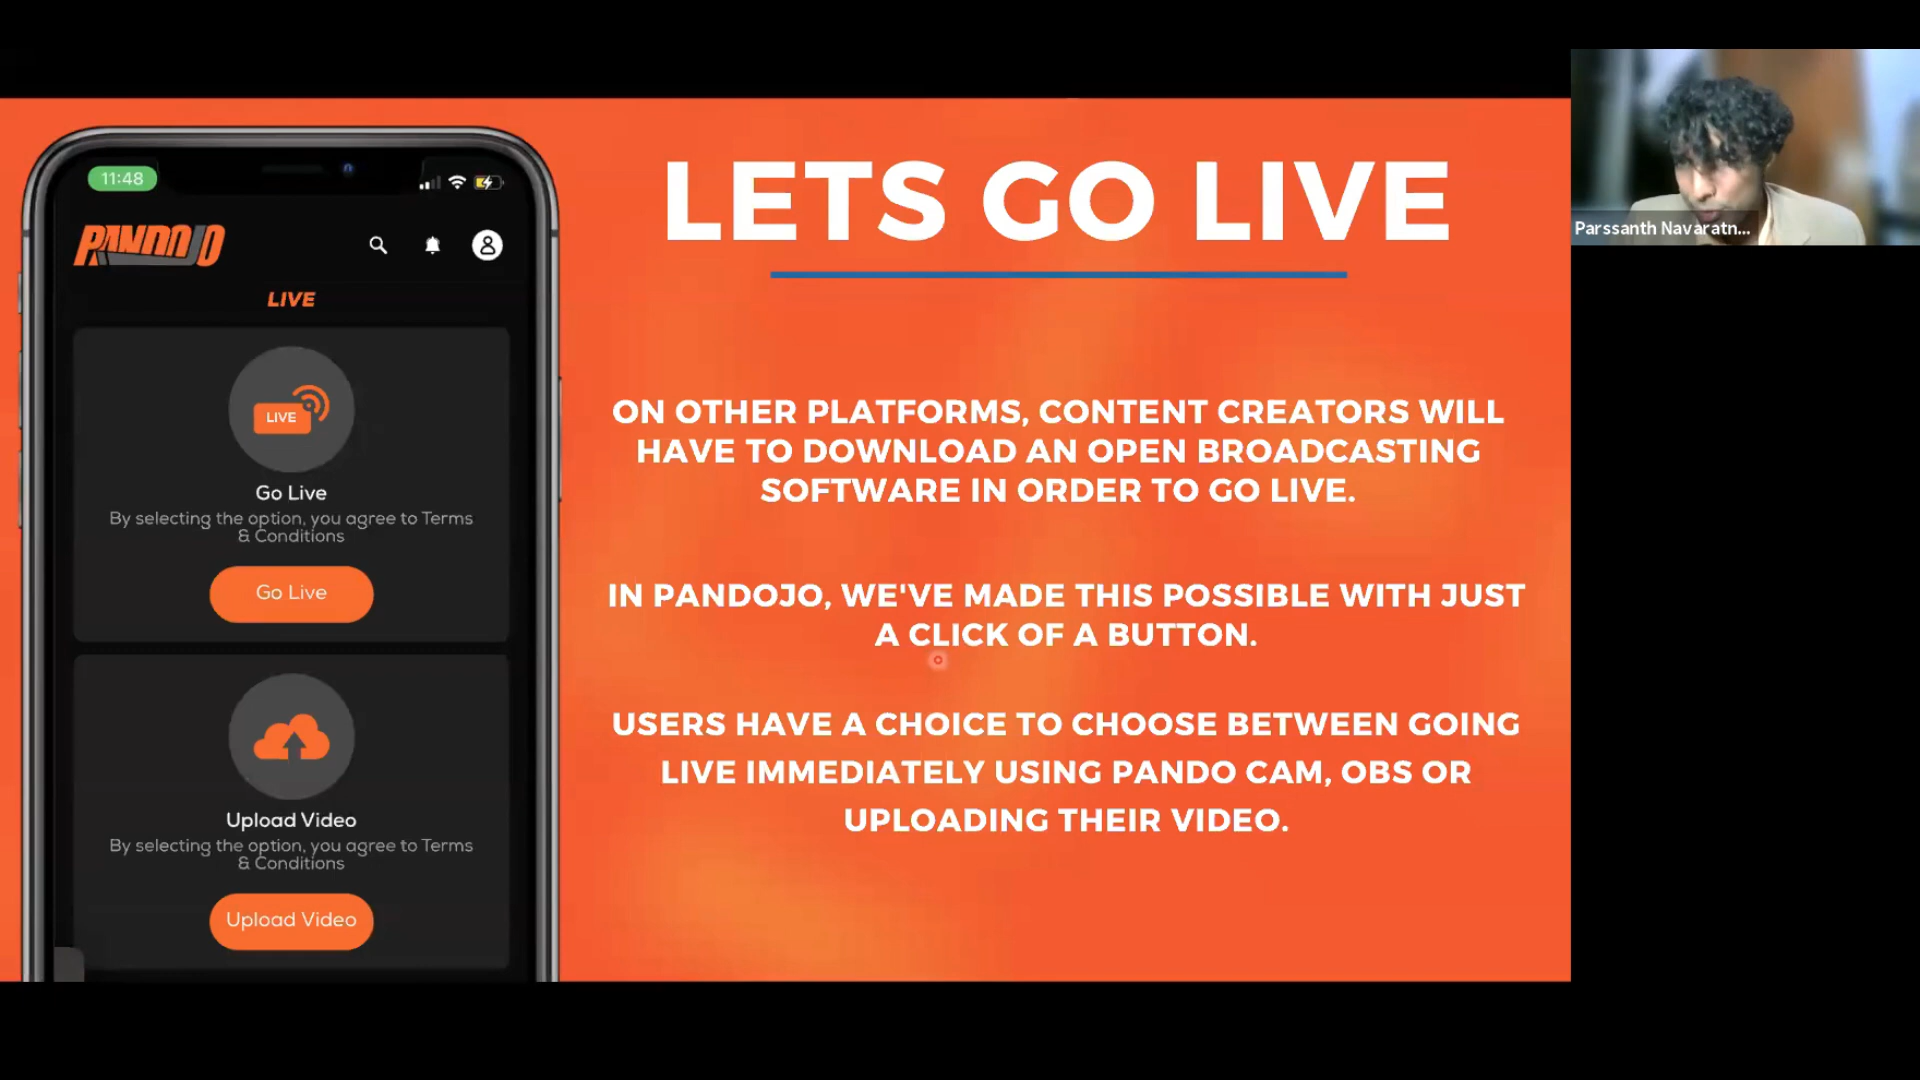 11:48
PANDOJO
LIVE
LIVE
Go Live
By selecting the option, you agree to Terms
& Conditions
Go Live
Upload Video
By selecting the option, you agree to Terms
& Conditions
Upload Video
LETS GO LIVE
ON OTHER PLATFORMS, CONTENT CREATORS WILL
HAVE TO DOWNLOAD AN OPEN BROADCASTING
SOFTWARE IN ORDER TO GO LIVE.
IN PANDOJO, WE'VE MADE THIS POSSIBLE WITH JUST
A CLICK OF A BUTTON.
USERS HAVE A CHOICE TO CHOOSE BETWEEN GOING
LIVE IMMEDIATELY USING PANDO CAM, OBS OR
UPLOADING THEIR VIDEO.
Parssanth Navaratn...